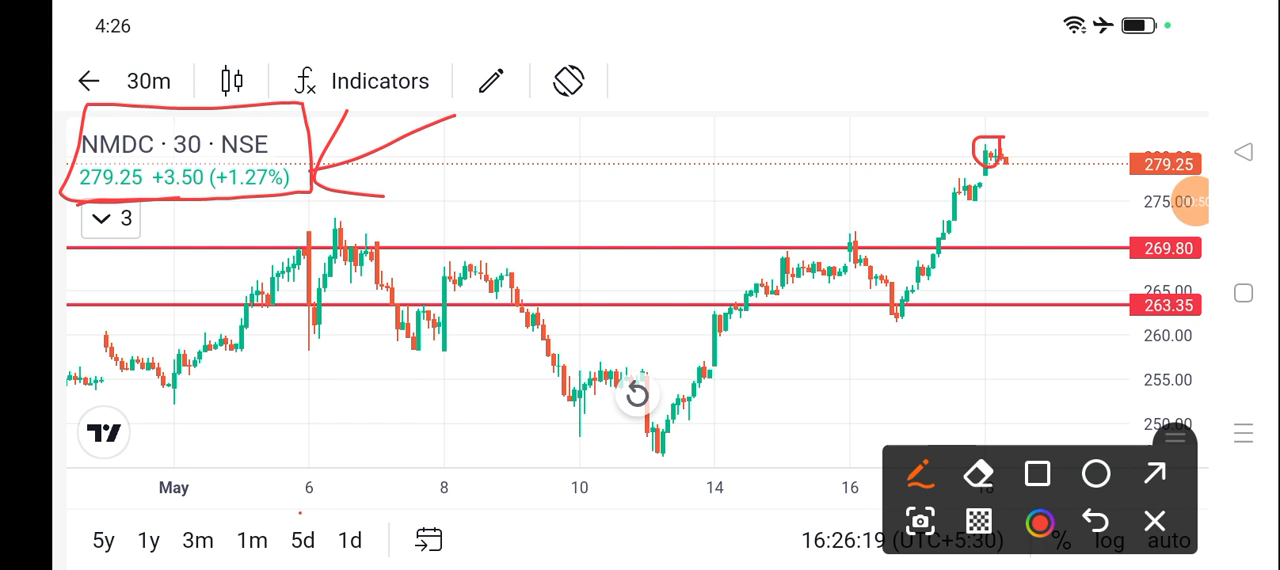 4:26
30m
Indicators
NMDC · 30 · NSE
279.25 +3.50 (+1.27%)
3
279.25
275.00
269.80
265.00
263.35
260.00
255.00
250.00
May 6 8 10 14 16 18
5y 1y 3m 1m 5d 1d
16:26:19 (UTC+5:30) % log auto